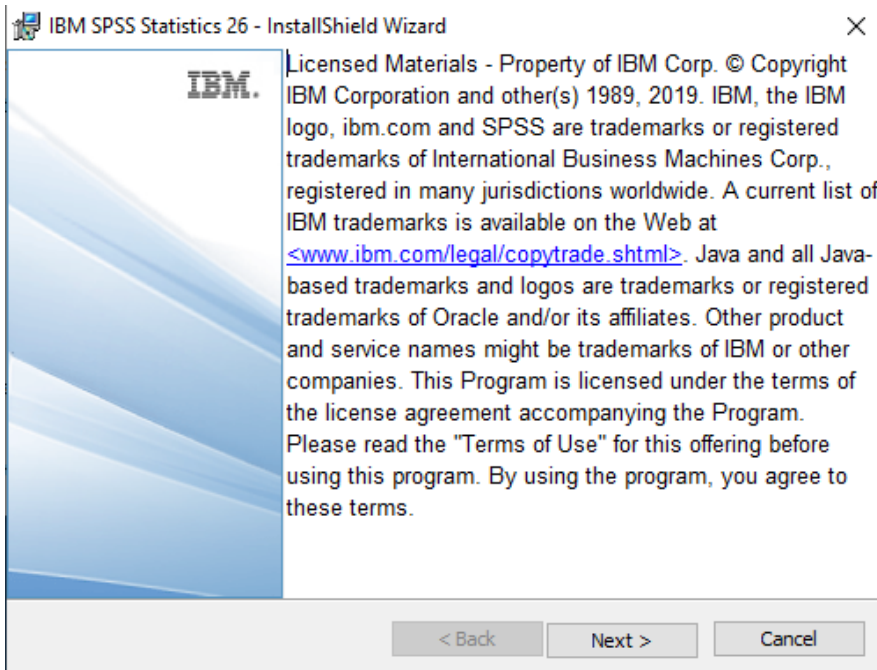 IBM SPSS Statistics 26 - InstallShield Wizard
IBM.
Licensed Materials - Property of IBM Corp. © Copyright
IBM Corporation and other(s) 1989, 2019. IBM, the IBM
logo, ibm.com and SPSS are trademarks or registered
trademarks of International Business Machines Corp.,
registered in many jurisdictions worldwide. A current list of
IBM trademarks is available on the Web at
<www.ibm.com/legal/copytrade.shtml>. Java and all Java-
based trademarks and logos are trademarks or registered
trademarks of Oracle and/or its affiliates. Other product
and service names might be trademarks of IBM or other
companies. This Program is licensed under the terms of
the license agreement accompanying the Program.
Please read the "Terms of Use" for this offering before
using this program. By using the program, you agree to
these terms.
< Back
Next >
Cancel